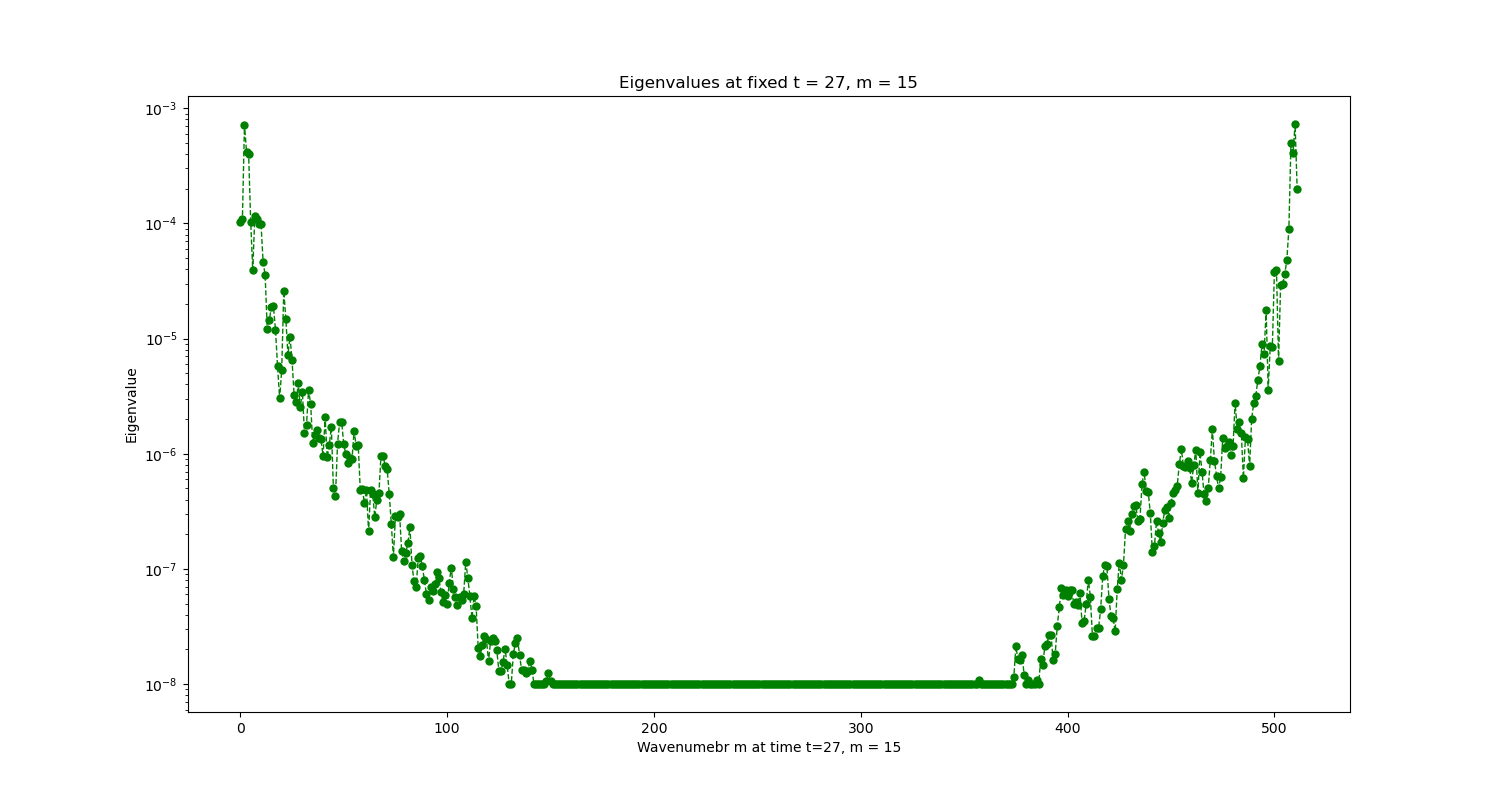 Eigenvalues at fixed t = 27, m = 15
10⁻³
10⁻⁴
10⁻⁵
10⁻⁶
10⁻⁷
10⁻⁸
Eigenvalue
0 100 200 300 400 500
Wavenumebr m at time t=27, m = 15